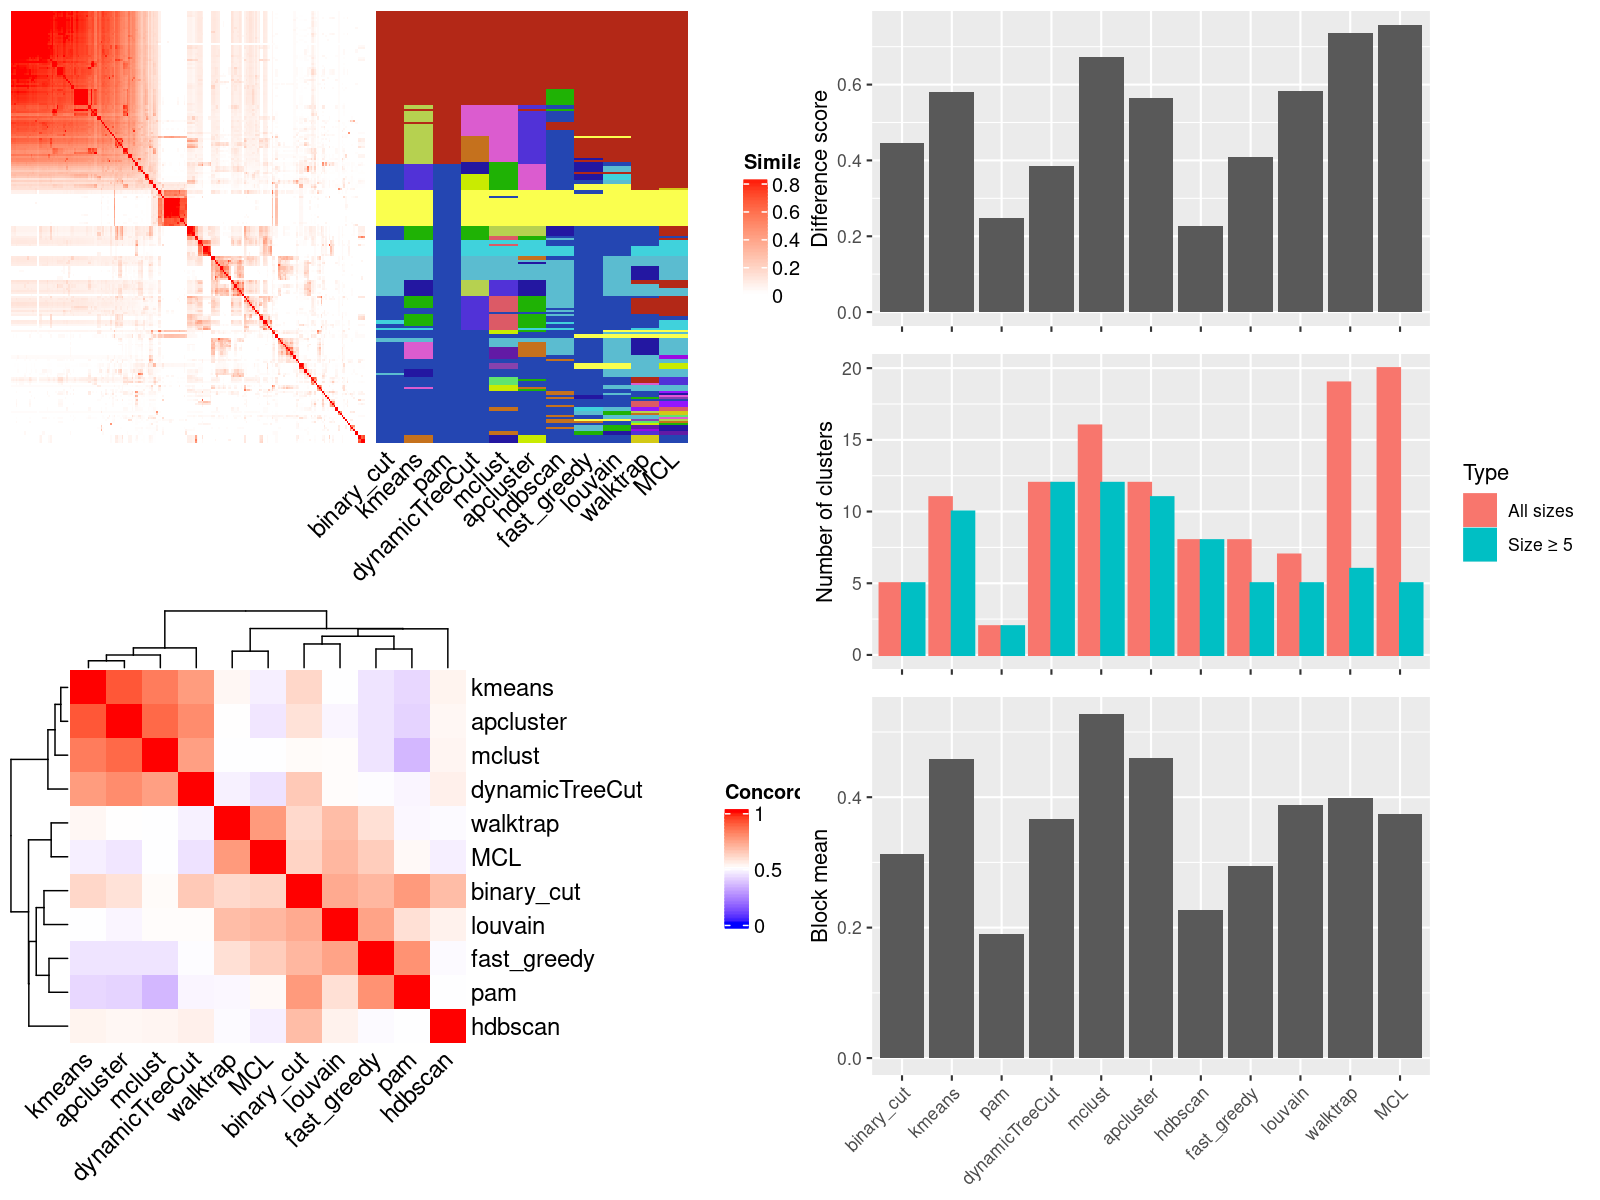 Simila
0.8
0.6
0.4
0.2
0
binary_cut
kmeans
pam
dynamicTreeCut
mclust
apcluster
hdbscan
fast_greedy
louvain
walktrap
MCL
kmeans
apcluster
mclust
dynamicTreeCut
walktrap
MCL
binary_cut
louvain
fast_greedy
pam
hdbscan
kmeans
apcluster
mclust
dynamicTreeCut
walktrap
MCL
binary_cut
louvain
fast_greedy
pam
hdbscan
Concord
1
0.5
0
Difference score
0.6
0.4
0.2
0.0
Number of clusters
20
15
10
5
0
Type
All sizes
Size ≥ 5
Block mean
0.4
0.2
0.0
binary_cut
kmeans
pam
dynamicTreeCut
mclust
apcluster
hdbscan
fast_greedy
louvain
walktrap
MCL